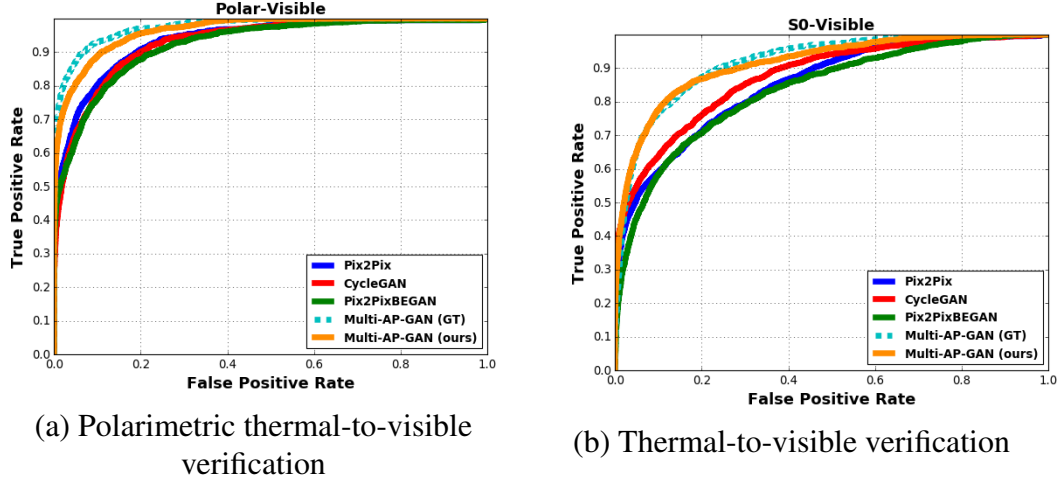 Polar-Visible
True Positive Rate
0.9
0.8
0.7
0.6
0.5
0.4
0.3
0.2
0.1
0.0
0.0 0.2 0.4 0.6 0.8 1.0
False Positive Rate
Pix2Pix
CycleGAN
Pix2PixBEGAN
Multi-AP-GAN (GT)
Multi-AP-GAN (ours)
(a) Polarimetric thermal-to-visible
verification
S0-Visible
True Positive Rate
0.9
0.8
0.7
0.6
0.5
0.4
0.3
0.2
0.1
0.0
0.0 0.2 0.4 0.6 0.8 1.0
False Positive Rate
Pix2Pix
CycleGAN
Pix2PixBEGAN
Multi-AP-GAN (GT)
Multi-AP-GAN (ours)
(b) Thermal-to-visible verification